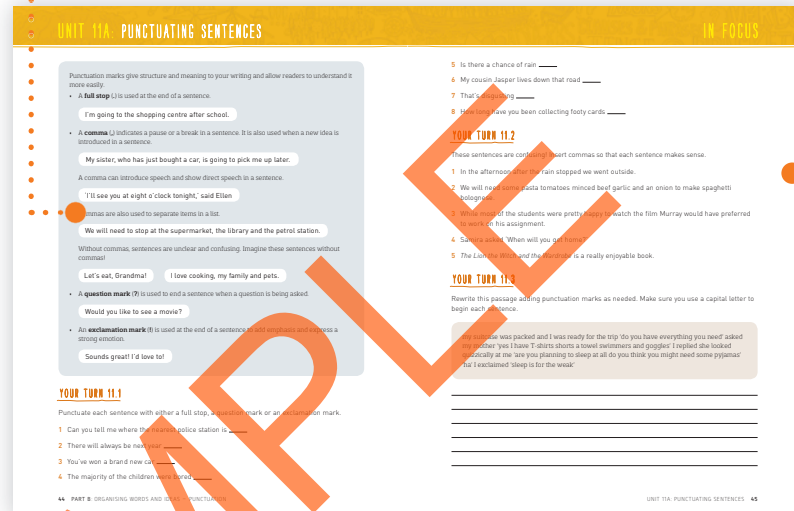 UNIT 11A: PUNCTUATING SENTENCES
IN FOCUS
Punctuation marks give structure and meaning to your writing and allow readers to understand it
more easily.
• A full stop (.) is used at the end of a sentence.
I'm going to the shopping centre after school.
• A comma (,) indicates a pause or a break in a sentence. It is also used when a new idea is
introduced in a sentence.
My sister, who has just bought a car, is going to pick me up later.
A comma can introduce speech and show direct speech in a sentence.
'I'll see you at eight o'clock tonight,' said Ellen
mmas are also used to separate items in a list.
We will need to stop at the supermarket, the library and the petrol station.
Without commas, sentences are unclear and confusing. Imagine these sentences without
commas!
Let's eat, Grandma!
I love cooking, my family and pets.
• A question mark (?) is used to end a sentence when a question is being asked.
Would you like to see a movie?
• An exclamation mark (!) is used at the end of a sentence to add emphasis and express a
strong emotion.
Sounds great! I'd love to!
YOUR TURN 11.1
Punctuate each sentence with either a full stop, a question mark or an exclamation mark.
1 Can you tell me where the nearest police station is
2 There will always be next year
3 You've won a brand new car
4 The majority of the children were bored
44 PART B: ORGANISING WORDS AND IDEAS – PUNCTUATION
5 Is there a chance of rain
6 My cousin Jasper lives down that road
7 That's disgusting
8 How long have you been collecting footy cards
YOUR TURN 11.2
These sentences are confusing! Insert commas so that each sentence makes sense.
1 In the afternoon after the rain stopped we went outside.
2 We will need some pasta tomatoes minced beef garlic and an onion to make spaghetti
bolognese.
3 While most of the students were pretty happy to watch the film Murray would have preferred
to work on his assignment.
4 Samira asked 'When will you get home?'
5 The Lion the Witch and the Wardrobe is a really enjoyable book.
YOUR TURN 11.3
Rewrite this passage adding punctuation marks as needed. Make sure you use a capital letter to
begin each sentence.
my suitcase was packed and I was ready for the trip 'do you have everything you need' asked
my mother 'yes I have T-shirts shorts a towel swimmers and goggles' I replied she looked
quizzically at me 'are you planning to sleep at all do you think you might need some pyjamas'
'ha' I exclaimed 'sleep is for the weak'
UNIT 11A: PUNCTUATING SENTENCES 45
MPLE